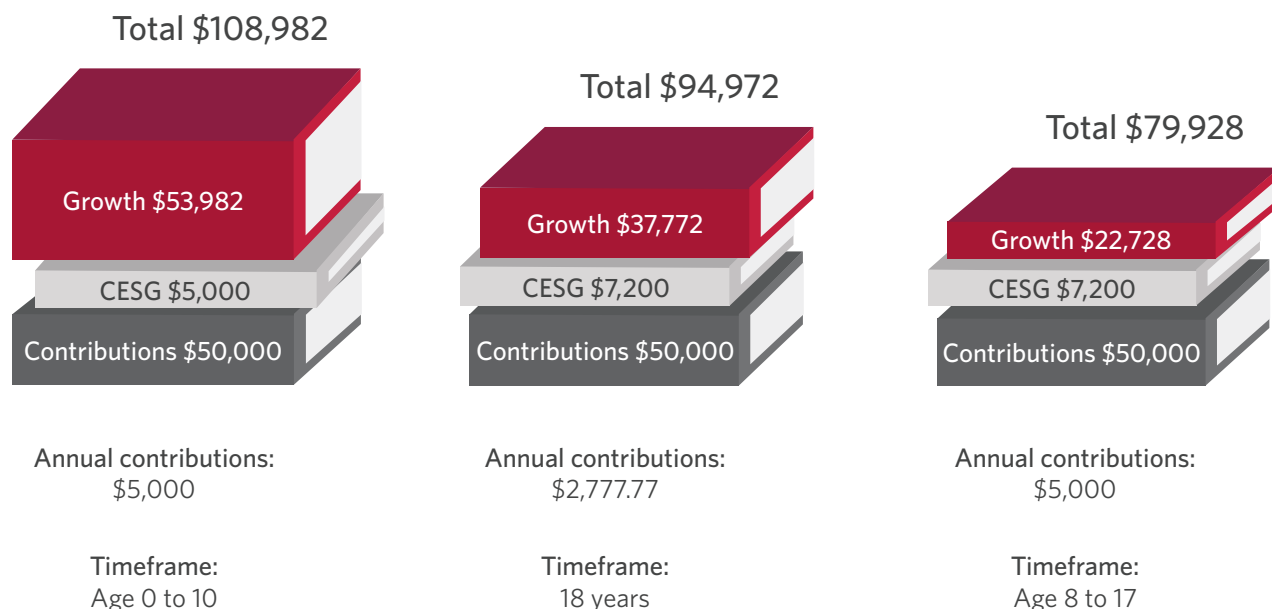 Total $108,982
Growth $53,982
CESG $5,000
Contributions $50,000
Annual contributions:
$5,000
Timeframe:
Age 0 to 10
Total $94,972
Growth $37,772
CESG $7,200
Contributions $50,000
Annual contributions:
$2,777.77
Timeframe:
18 years
Total $79,928
Growth $22,728
CESG $7,200
Contributions $50,000
Annual contributions:
$5,000
Timeframe:
Age 8 to 17